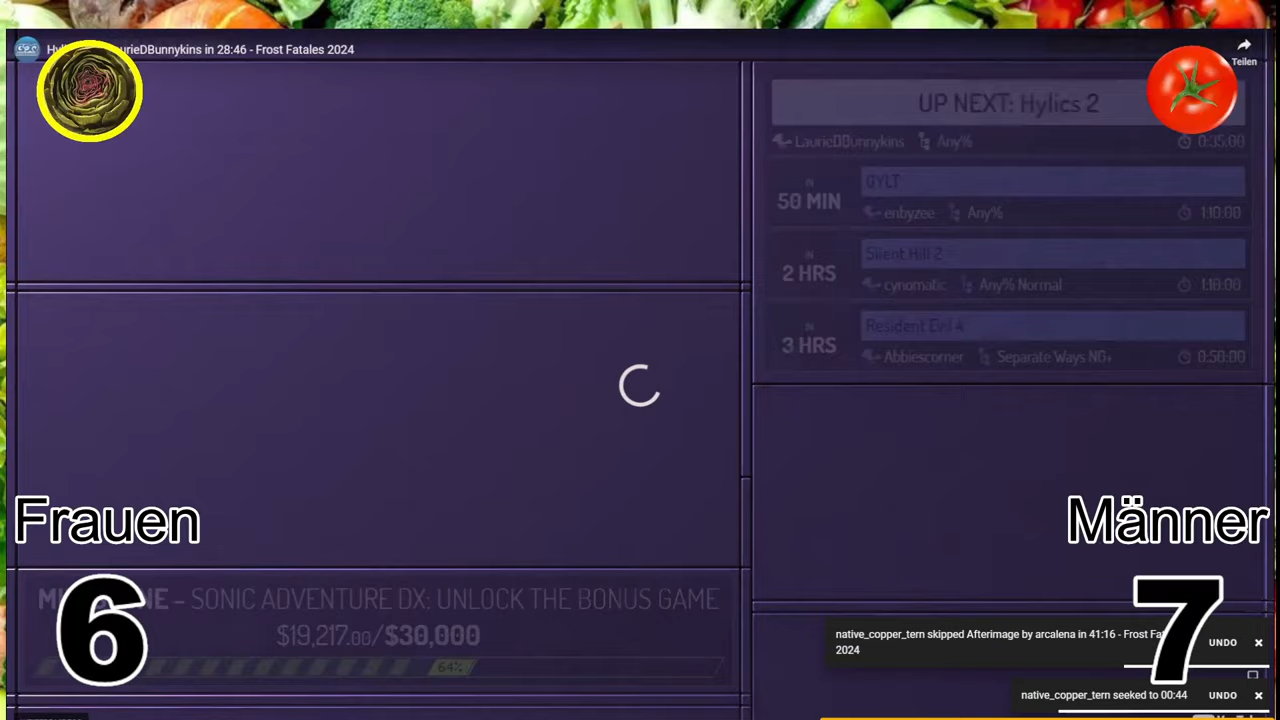 Hylics 2 by LaurieDBunnykins in 28:46 - Frost Fatales 2024
Teilen
UP NEXT: Hylics 2
LaurieDBunnykins Any% 0:35:00
IN
50 MIN
GYLT
enbyzee Any% 1:10:00
IN
2 HRS
Silent Hill 2
cynomatic Any% Normal 1:10:00
IN
3 HRS
Resident Evil 4
Abbiescorner Separate Ways NG+ 0:50:00
Frauen
6
Männer
7
– SONIC ADVENTURE DX: UNLOCK THE BONUS GAME
$19,217.00/$30,000
64%
native_copper_tern skipped Afterimage by arcalena in 41:16 - Frost
2024
UNDO
native_copper_tern seeked to 00:44
UNDO